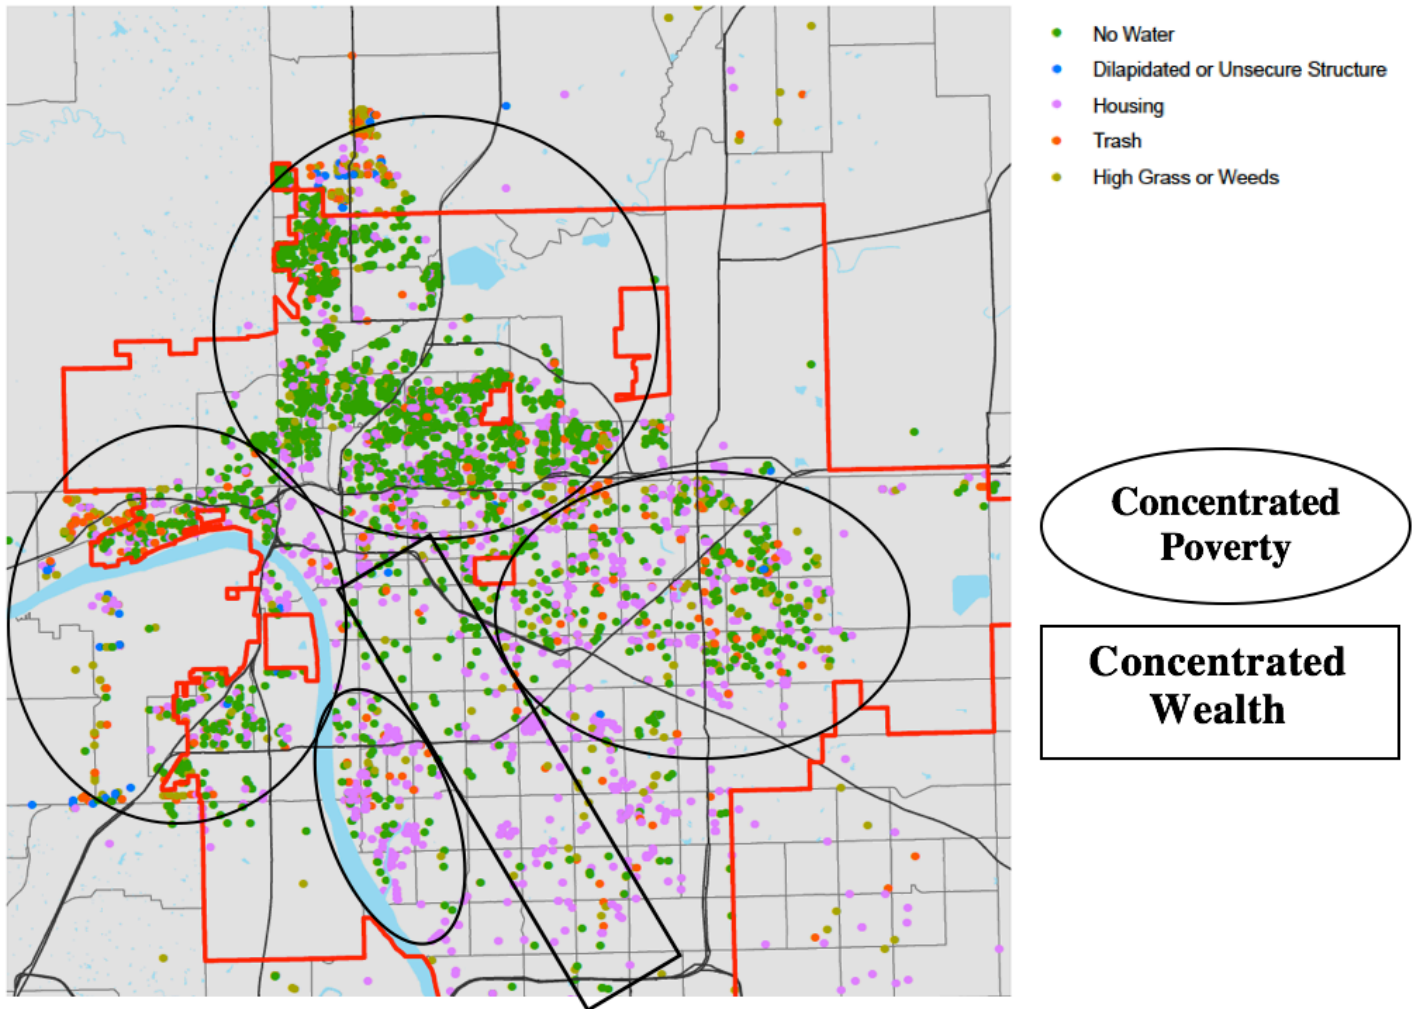 No Water
Dilapidated or Unsecure Structure
Housing
Trash
High Grass or Weeds
Concentrated
Poverty
Concentrated
Wealth